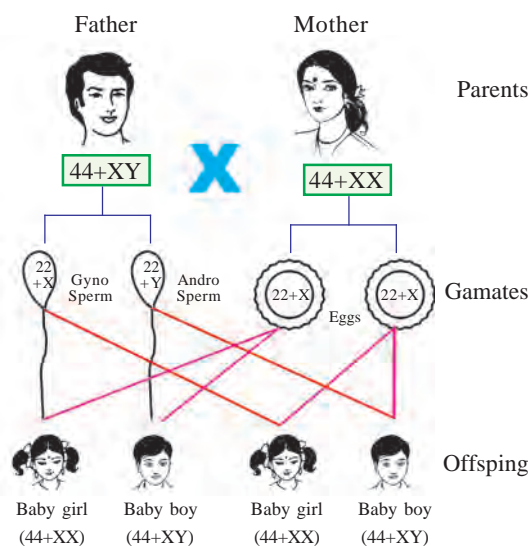 Father Mother
Parents
44+XY X 44+XX
22
+X
Gyno
Sperm
22
+Y
Andro
Sperm
22+X
Eggs
22+X
Gamates
Offsping
Baby girl Baby boy Baby girl Baby boy
(44+XX) (44+XY) (44+XX) (44+XY)